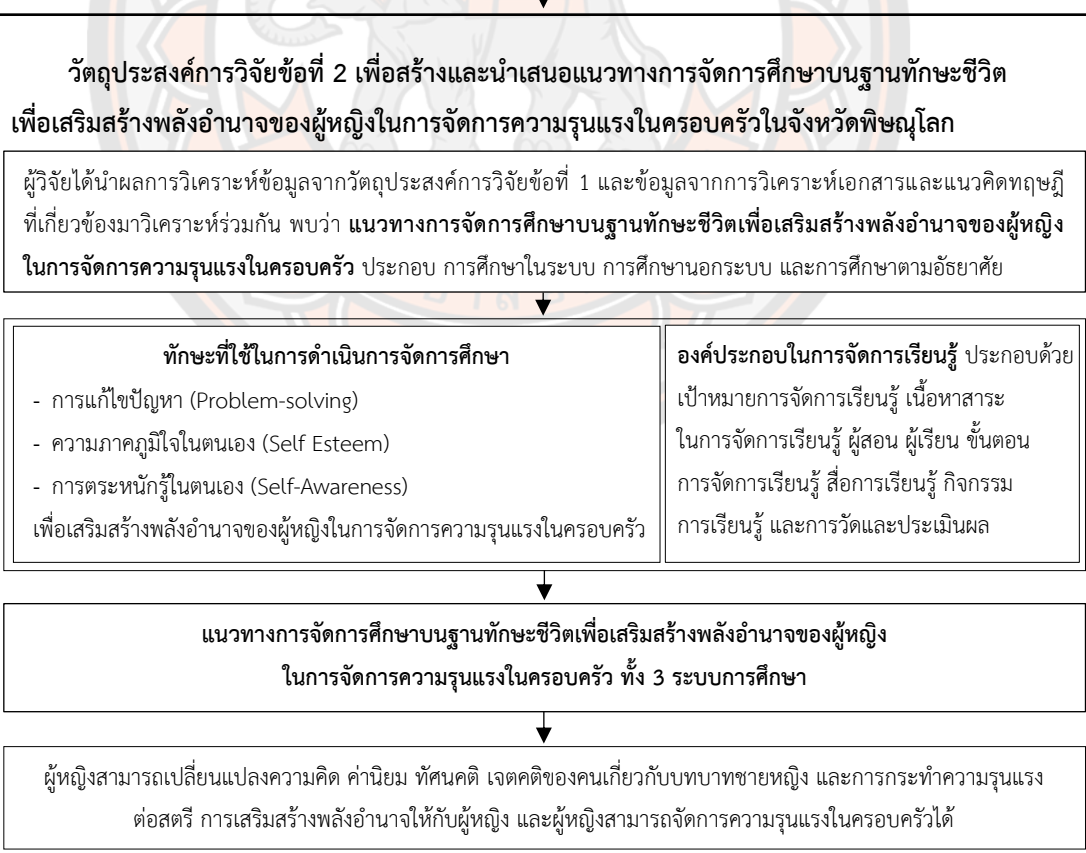 วัตถุประสงค์การวิจัยข้อที่ 2 เพื่อสร้างและนำเสนอแนวทางการจัดการศึกษาบนฐานทักษะชีวิต
เพื่อเสริมสร้างพลังอำนาจของผู้หญิงในการจัดการความรุนแรงในครอบครัวในจังหวัดพิษณุโลก
ผู้วิจัยได้นำผลการวิเคราะห์ข้อมูลจากวัตถุประสงค์การวิจัยข้อที่ 1 และข้อมูลจากการวิเคราะห์เอกสารและแนวคิดทฤษฎี
ที่เกี่ยวข้องมาวิเคราะห์ร่วมกัน พบว่า แนวทางการจัดการศึกษาบนฐานทักษะชีวิตเพื่อเสริมสร้างพลังอำนาจของผู้หญิง
ในการจัดการความรุนแรงในครอบครัว ประกอบ การศึกษาในระบบ การศึกษานอกระบบ และการศึกษาตามอัธยาศัย
ทักษะที่ใช้ในการดำเนินการจัดการศึกษา
- การแก้ไขปัญหา (Problem-solving)
- ความภาคภูมิใจในตนเอง (Self Esteem)
- การตระหนักรู้ในตนเอง (Self-Awareness)
เพื่อเสริมสร้างพลังอำนาจของผู้หญิงในการจัดการความรุนแรงในครอบครัว
องค์ประกอบในการจัดการเรียนรู้ ประกอบด้วย
เป้าหมายการจัดการเรียนรู้ เนื้อหาสาระ
ในการจัดการเรียนรู้ ผู้สอน ผู้เรียน ขั้นตอน
การจัดการเรียนรู้ สื่อการเรียนรู้ กิจกรรม
การเรียนรู้ และการวัดและประเมินผล
แนวทางการจัดการศึกษาบนฐานทักษะชีวิตเพื่อเสริมสร้างพลังอำนาจของผู้หญิง
ในการจัดการความรุนแรงในครอบครัว ทั้ง 3 ระบบการศึกษา
ผู้หญิงสามารถเปลี่ยนแปลงความคิด ค่านิยม ทัศนคติ เจตคติของคนเกี่ยวกับบทบาทชายหญิง และการกระทำความรุนแรง
ต่อสตรี การเสริมสร้างพลังอำนาจให้กับผู้หญิง และผู้หญิงสามารถจัดการความรุนแรงในครอบครัวได้